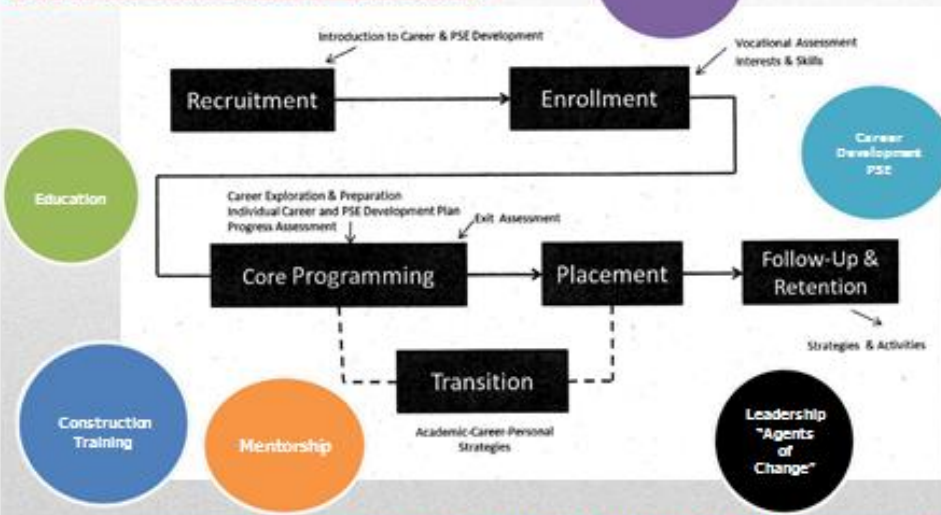 Introduction to Career & PSE Development
Vocational Assessment
Interests & Skills
Recruitment
Enrollment
Career
Development
PSE
Education
Career Exploration & Preparation
Individual Career and PSE Development Plan
Progress Assessment
Exit Assessment
Core Programming
Placement
Follow-Up &
Retention
Strategies & Activities
Transition
Academic-Career-Personal
Strategies
Construction
Training
Mentorship
Leadership
"Agents
of
Change"